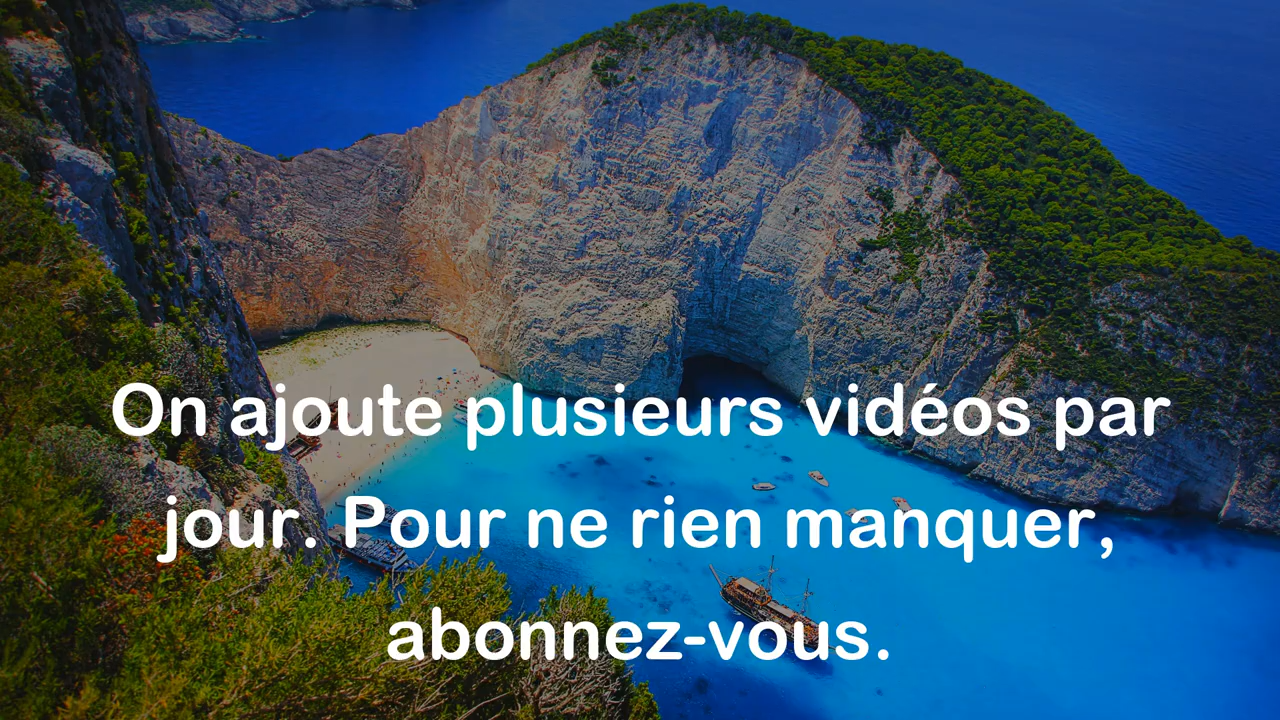 On ajoute plusieurs vidéos par
jour. Pour ne rien manquer,
abonnez-vous.